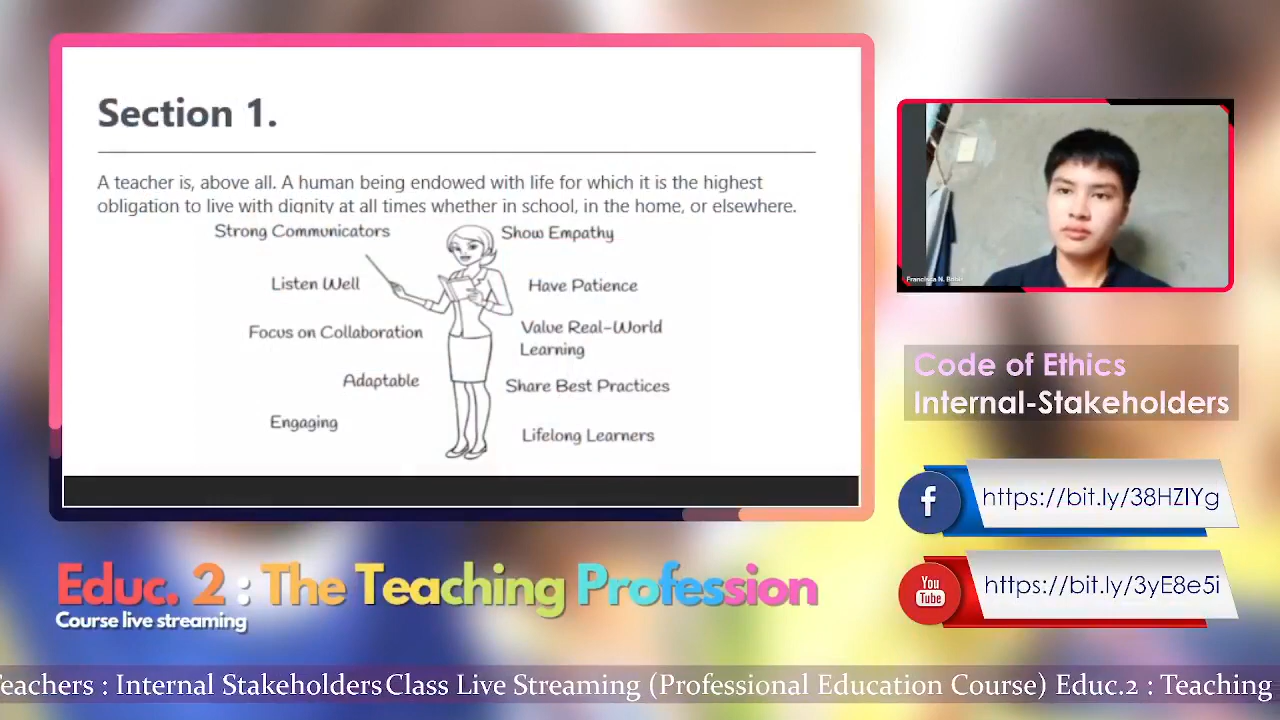 Section 1.
A teacher is, above all. A human being endowed with life for which it is the highest
obligation to live with dignity at all times whether in school, in the home, or elsewhere.
Strong Communicators
Show Empathy
Listen Well
Have Patience
Focus on Collaboration
Value Real-World
Learning
Adaptable
Share Best Practices
Engaging
Lifelong Learners
Francisca N.
Code of Ethics
Internal-Stakeholders
f
https://bit.ly/38HZIYg
You
Tube
https://bit.ly/3yE8e5i
Educ. 2 : The Teaching Profession
Course live streaming
Teachers : Internal Stakeholders Class Live Streaming (Professional Education Course) Educ.2 : Teaching